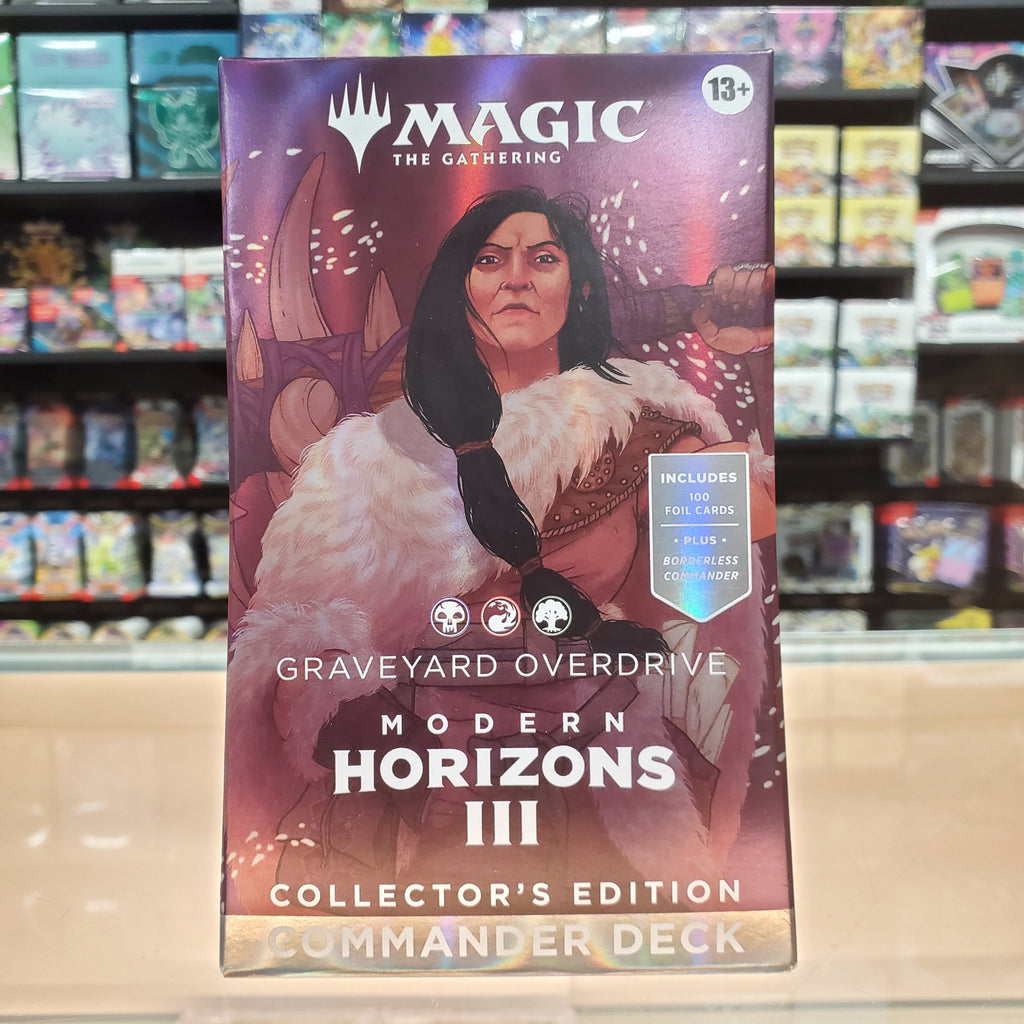 MAGIC
THE GATHERING
13+
INCLUDES
100
FOIL CARDS
• PLUS •
BORDERLESS
COMMANDER
GRAVEYARD OVERDRIVE
MODERN
HORIZONS
III
COLLECTOR'S EDITION
COMMANDER DECK